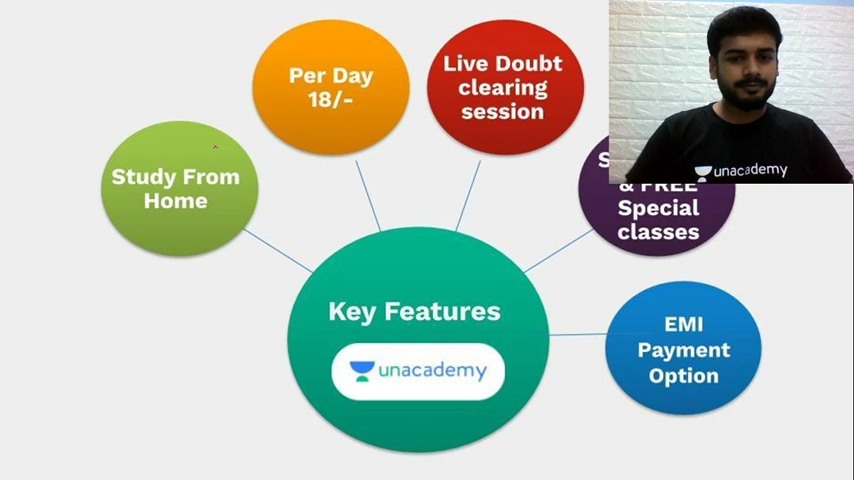 Per Day
18/-
Live Doubt
clearing
session
Study From
Home
& FREE
Special
classes
unacademy
Key Features
unacademy
EMI
Payment
Option